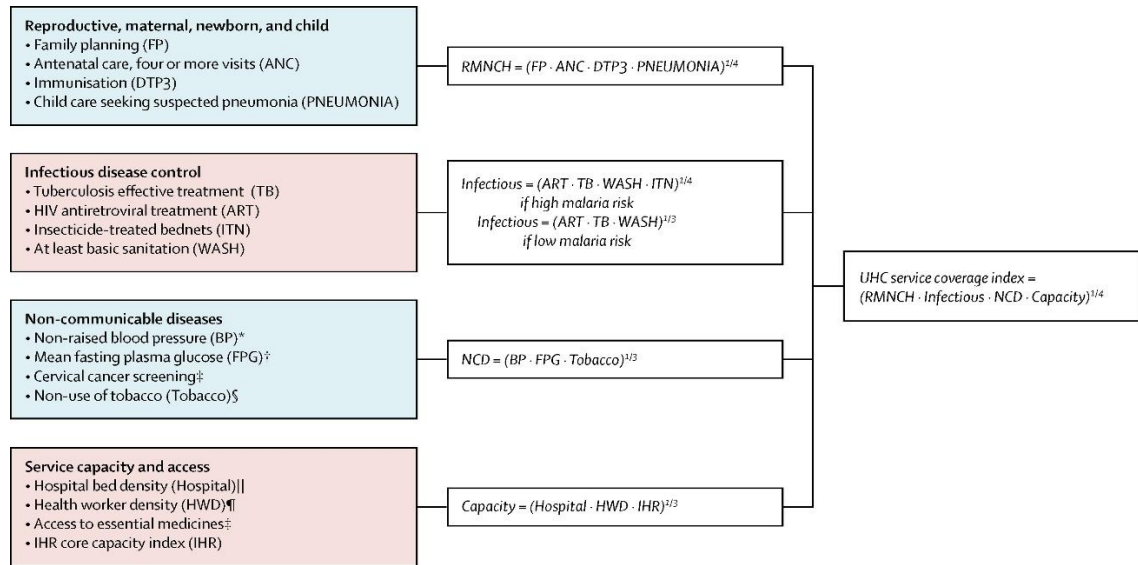 Reproductive, maternal, newborn, and child
• Family planning (FP)
• Antenatal care, four or more visits (ANC)
• Immunisation (DTP3)
• Child care seeking suspected pneumonia (PNEUMONIA)
RMNCH = (FP · ANC · DTP3 · PNEUMONIA)^1/4
Infectious disease control
• Tuberculosis effective treatment (TB)
• HIV antiretroviral treatment (ART)
• Insecticide-treated bednets (ITN)
• At least basic sanitation (WASH)
Infectious = (ART · TB · WASH · ITN)^1/4
if high malaria risk
Infectious = (ART · TB · WASH)^1/3
if low malaria risk
Non-communicable diseases
• Non-raised blood pressure (BP)*
• Mean fasting plasma glucose (FPG)†
• Cervical cancer screening‡
• Non-use of tobacco (Tobacco)§
NCD = (BP · FPG · Tobacco)^1/3
Service capacity and access
• Hospital bed density (Hospital)||
• Health worker density (HWD)¶
• Access to essential medicines‡
• IHR core capacity index (IHR)
Capacity = (Hospital · HWD · IHR)^1/3
UHC service coverage index =
(RMNCH · Infectious · NCD · Capacity)^1/4